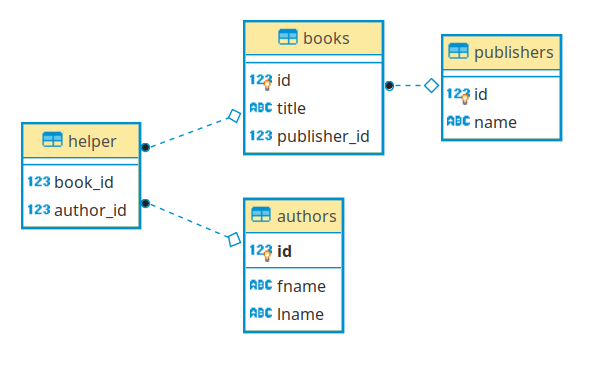 books
123 id
ABC title
123 publisher_id
publishers
123 id
ABC name
helper
123 book_id
123 author_id
authors
123 id
ABC fname
ABC lname